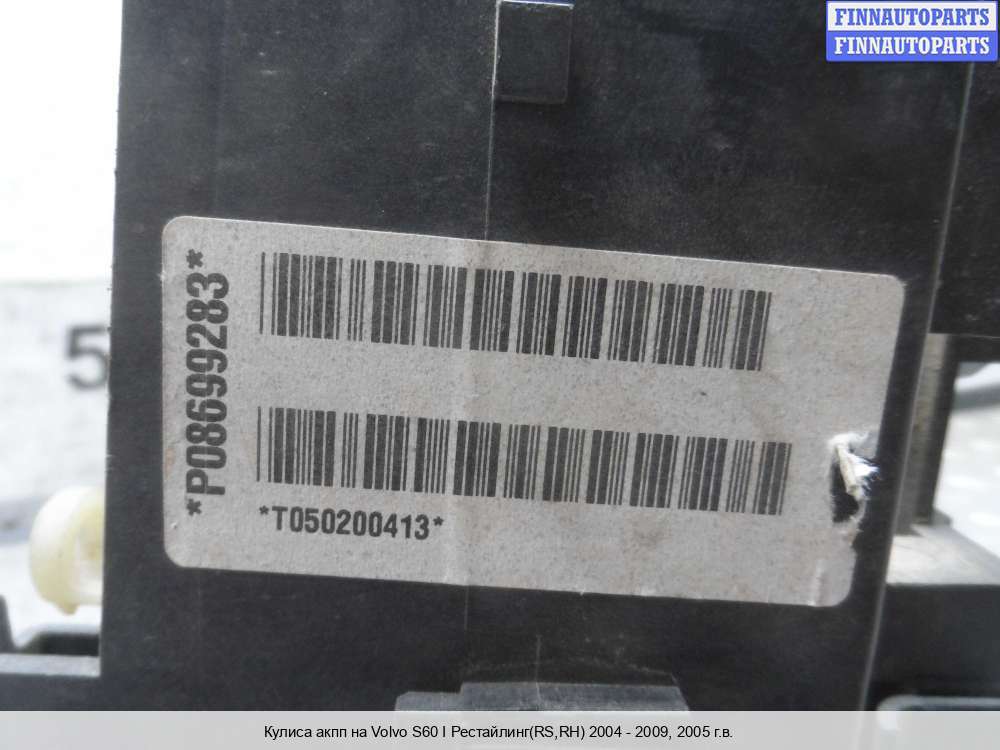 FINNAUTOPARTS
FINNAUTOPARTS
*P08699283*
*T050200413*
5
Кулиса акпп на Volvo S60 I Рестайлинг(RS,RH) 2004 - 2009, 2005 г.в.